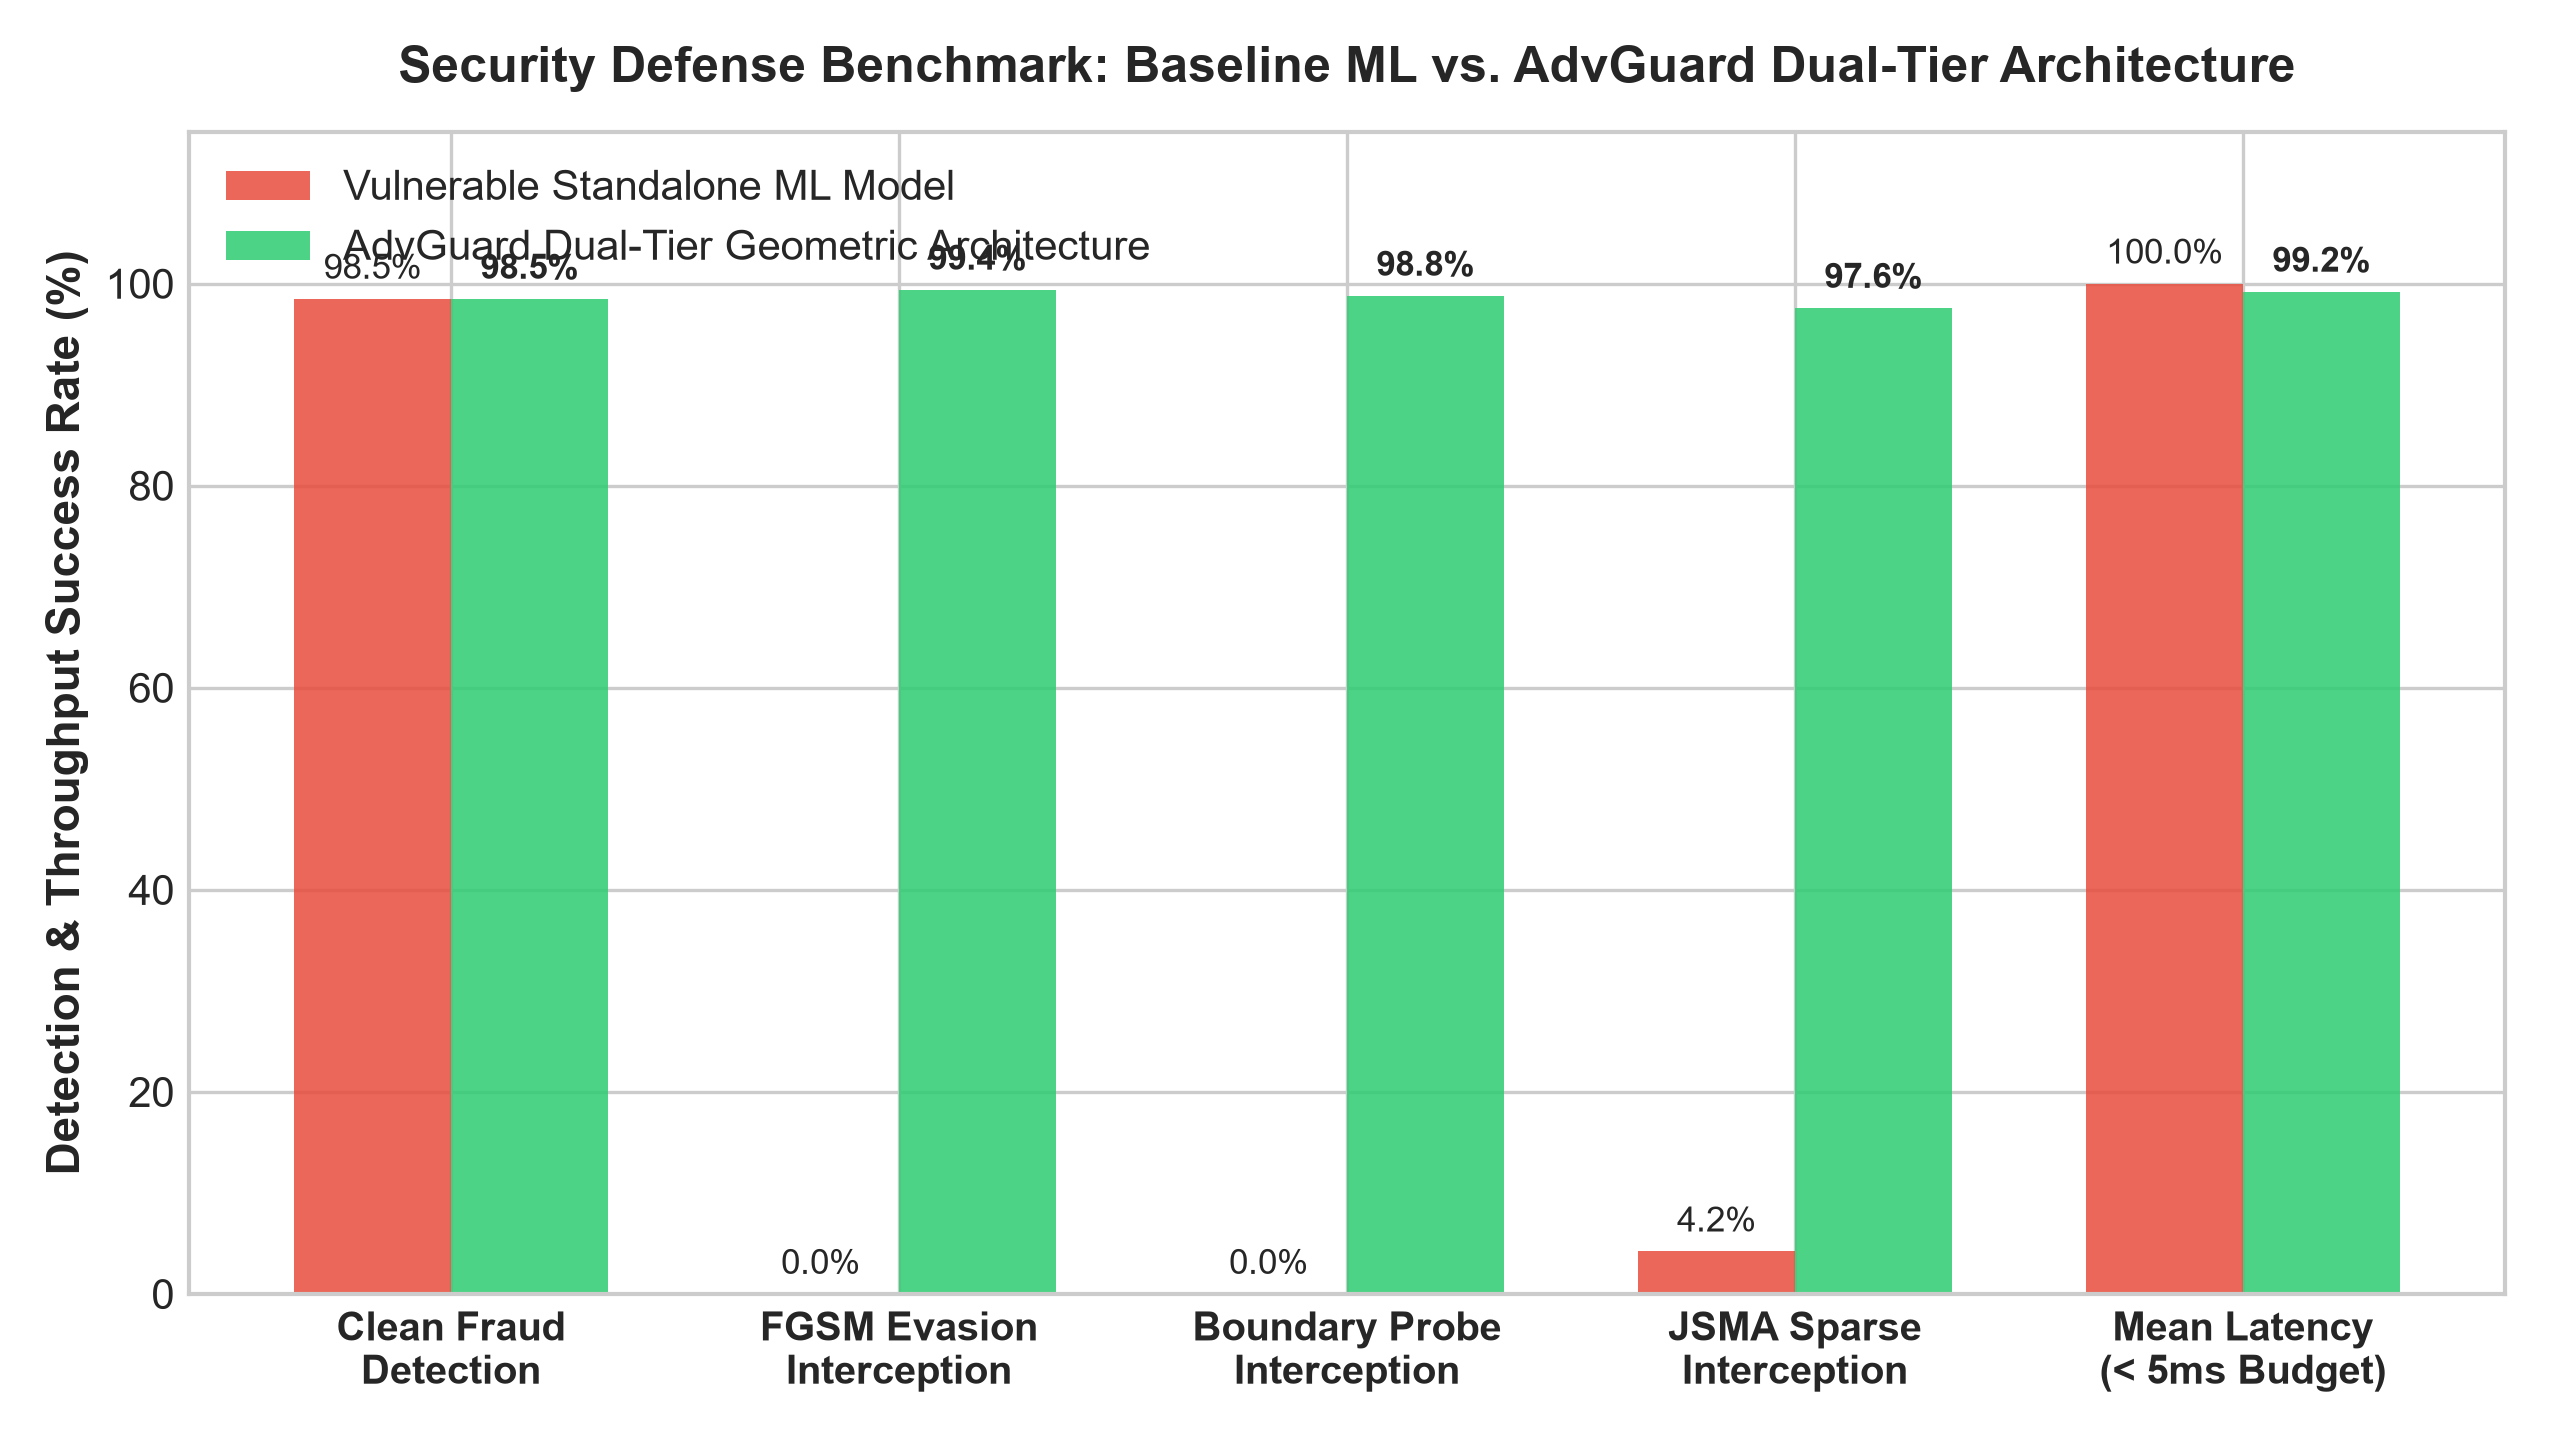 Security Defense Benchmark: Baseline ML vs. AdvGuard Dual-Tier Architecture
Vulnerable Standalone ML Model
AdvGuard Dual-Tier Geometric Architecture
98.5%
98.5%
99.4%
98.8%
97.6%
100.0%
99.2%
0.0%
0.0%
4.2%
Detection & Throughput Success Rate (%)
100
80
60
40
20
0
Clean Fraud
Detection
FGSM Evasion
Interception
Boundary Probe
Interception
JSMA Sparse
Interception
Mean Latency
(< 5ms Budget)